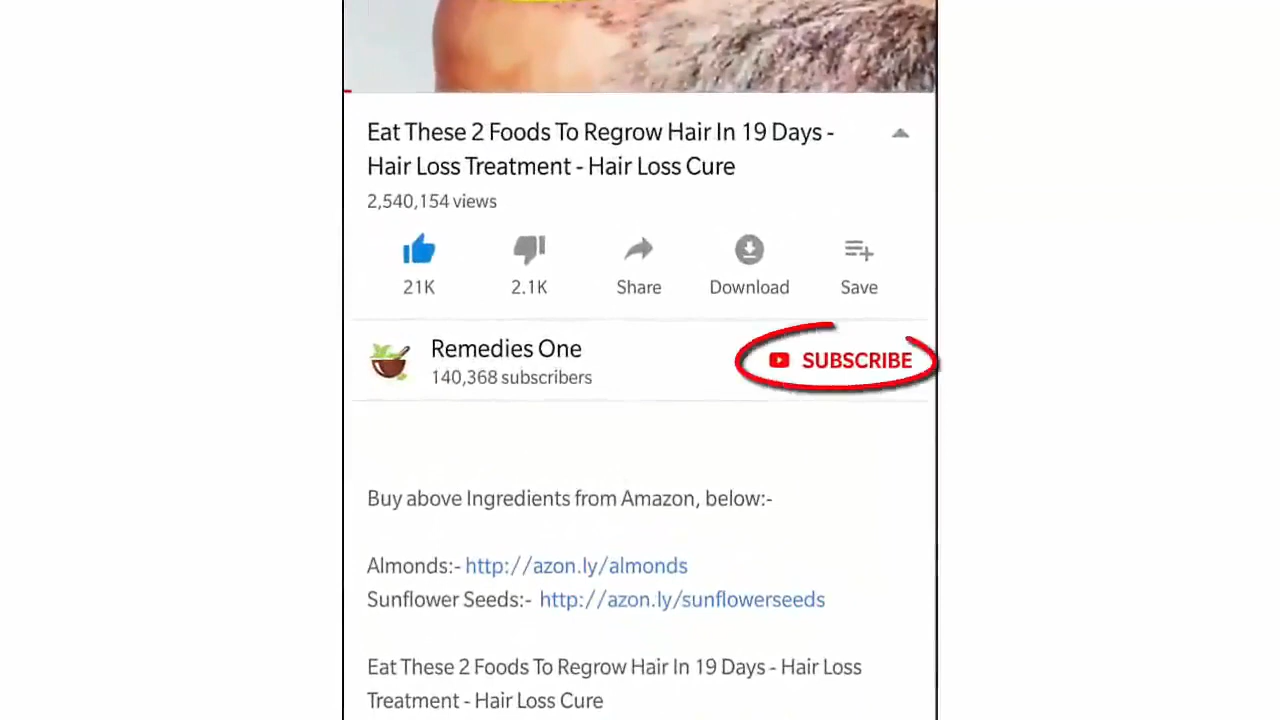 Eat These 2 Foods To Regrow Hair In 19 Days -
Hair Loss Treatment - Hair Loss Cure
2,540,154 views
21K
2.1K
Share
Download
Save
Remedies One
140,368 subscribers
SUBSCRIBE
Buy above Ingredients from Amazon, below:-
Almonds:- http://azon.ly/almonds
Sunflower Seeds:- http://azon.ly/sunflowerseeds
Eat These 2 Foods To Regrow Hair In 19 Days - Hair Loss
Treatment - Hair Loss Cure